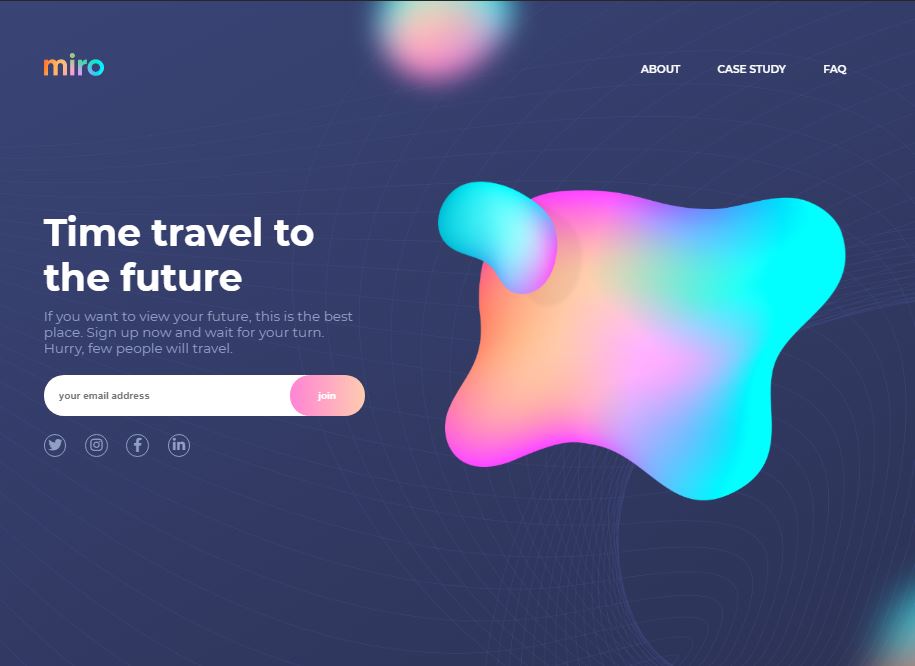 miro
ABOUT CASE STUDY FAQ
Time travel to
the future
If you want to view your future, this is the best
place. Sign up now and wait for your turn.
Hurry, few people will travel.
your email address join